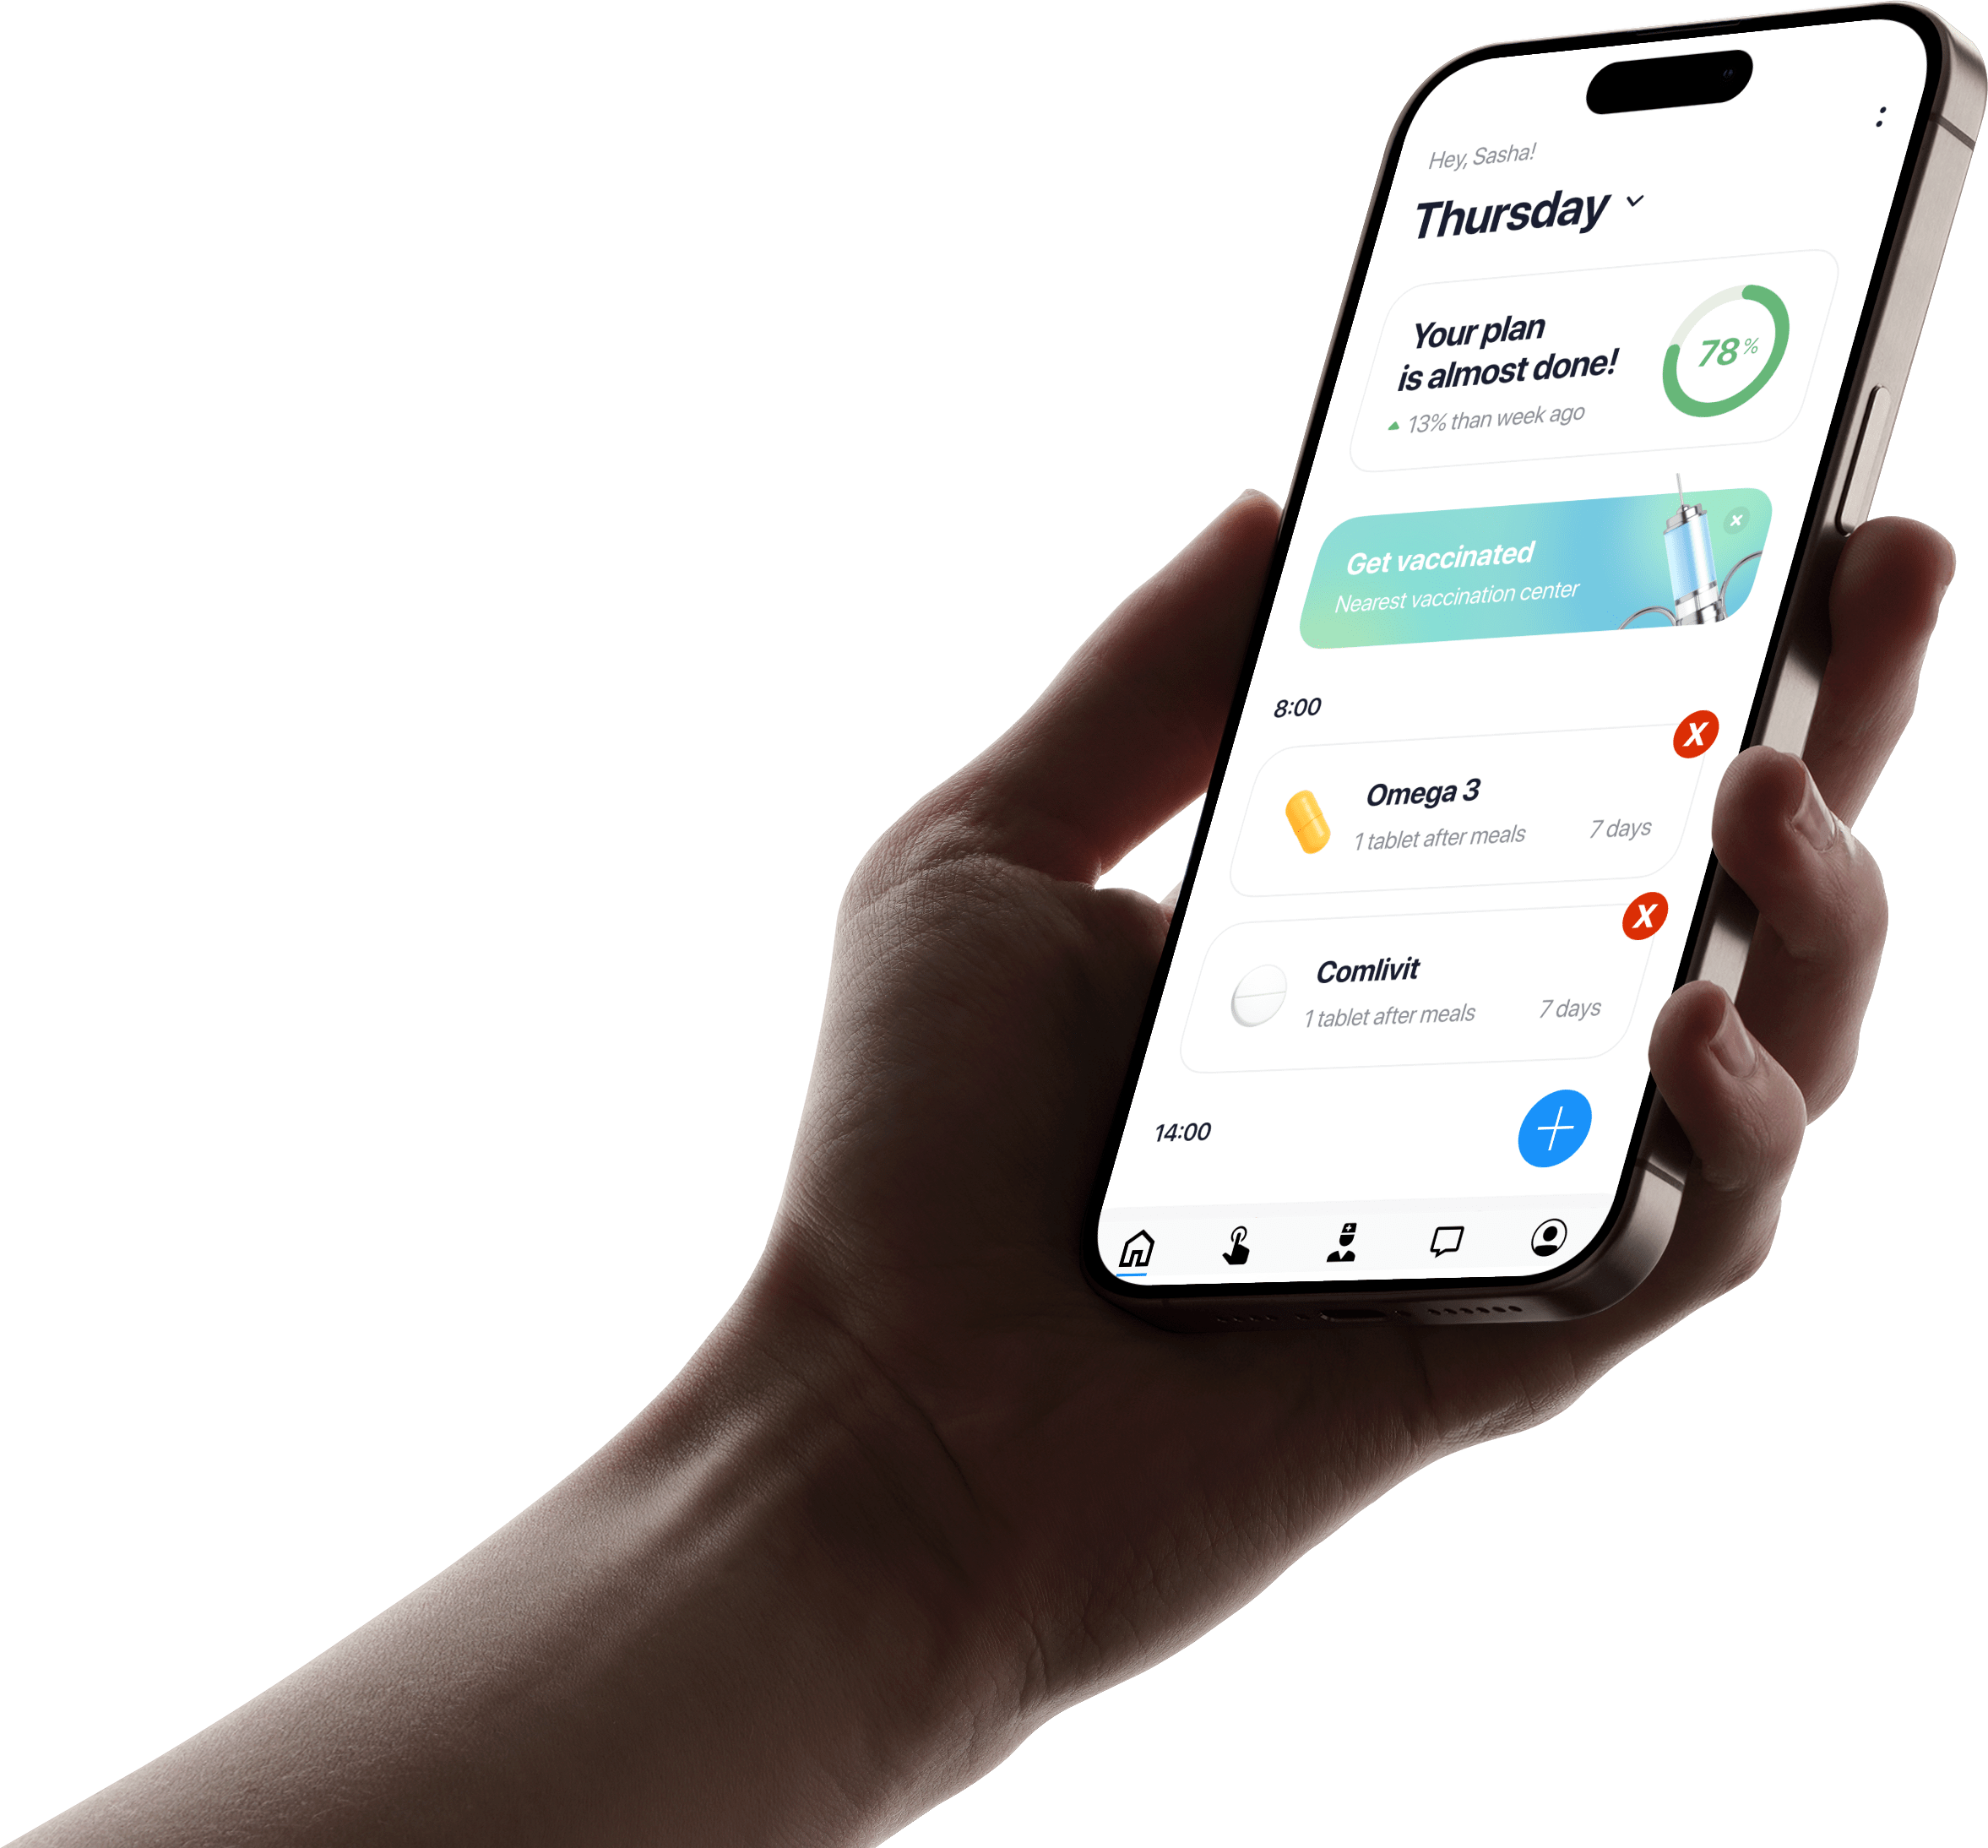 Hey, Sasha!
Thursday
Your plan
is almost done!
78%
13% than week ago
Get vaccinated
Nearest vaccination center
8:00
X
Omega 3
1 tablet after meals
7 days
X
Comlivit
1 tablet after meals
7 days
14:00